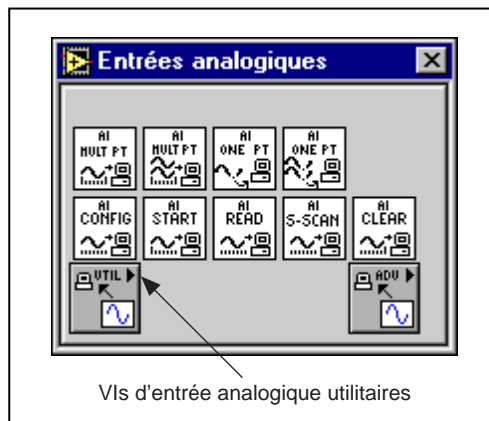 Entrées analogiques
AI AI AI AI
MULT PT MULT PT ONE PT ONE PT
AI AI AI AI AI
CONFIG START READ S-SCAN CLEAR
UTIL ADV
VIs d'entrée analogique utilitaires